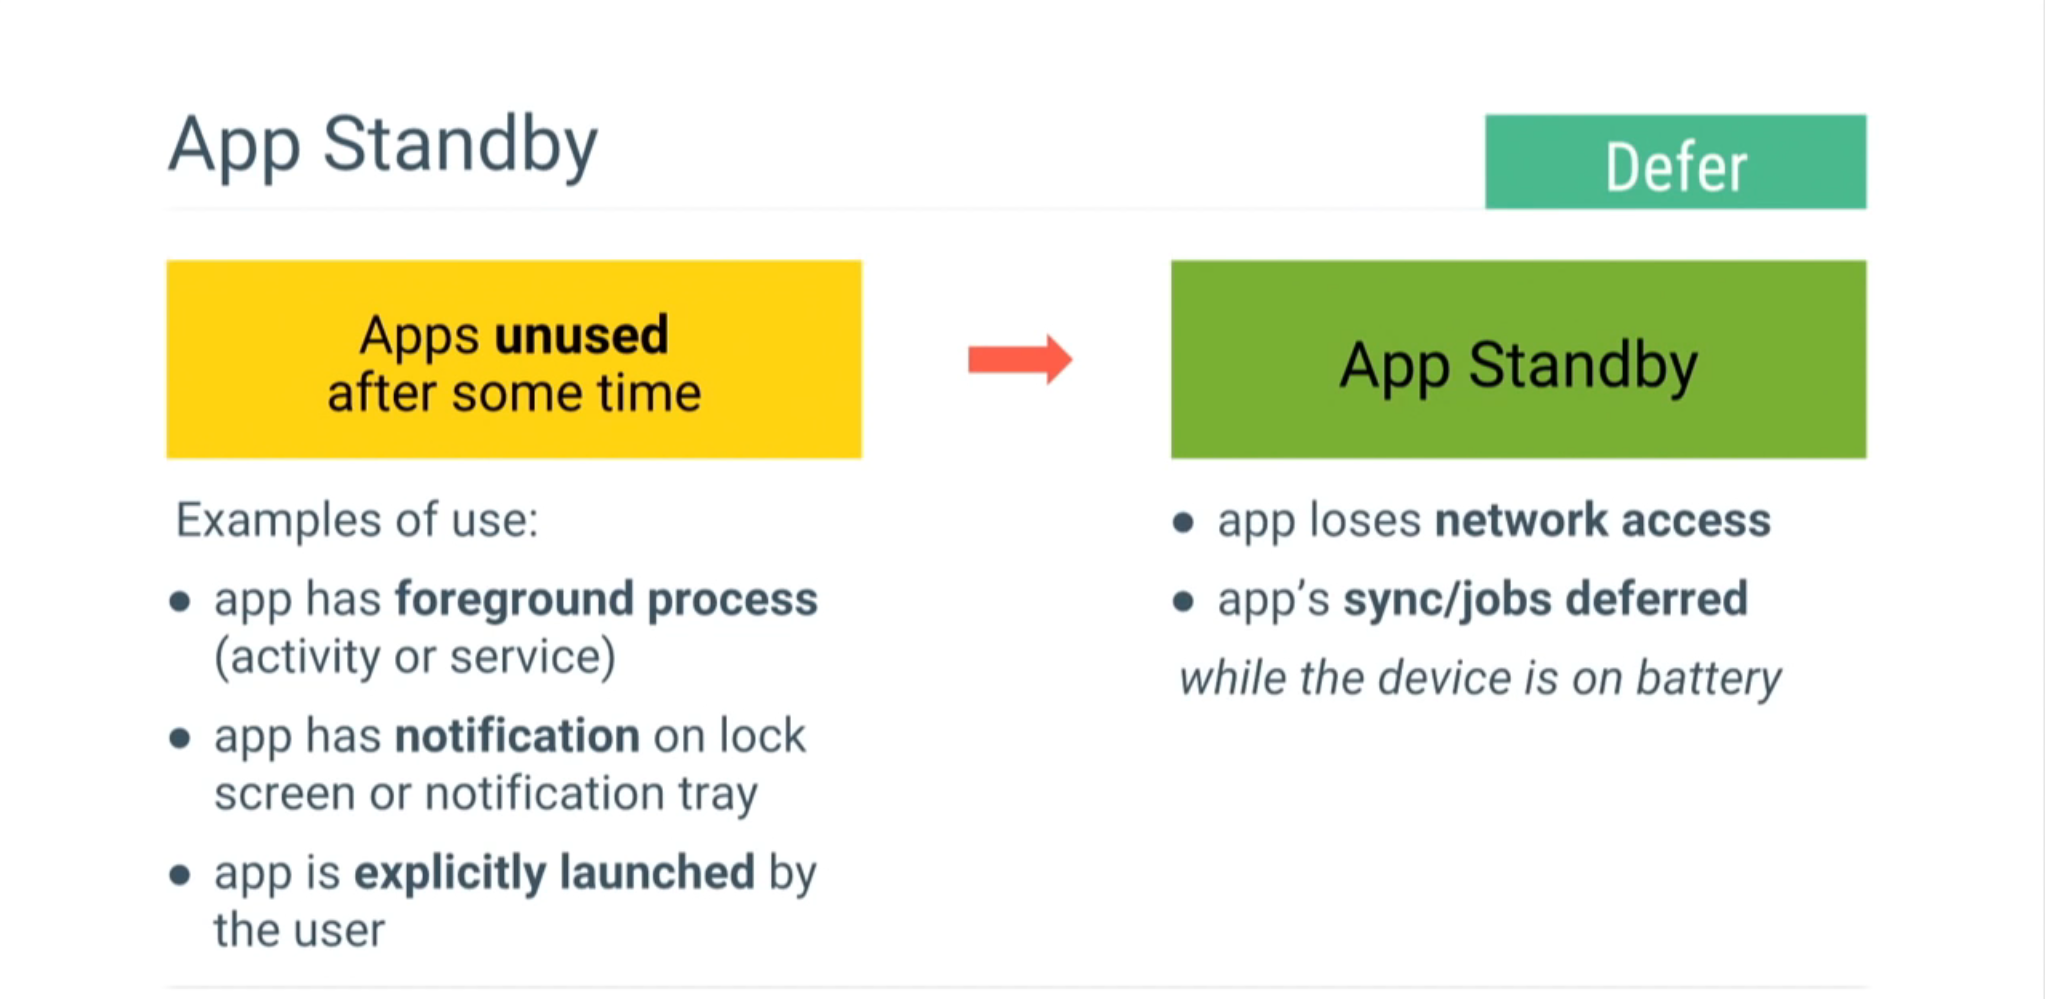 App Standby
Defer
Apps unused
after some time
App Standby
Examples of use:
● app has foreground process
(activity or service)
● app has notification on lock
screen or notification tray
● app is explicitly launched by
the user
● app loses network access
● app’s sync/jobs deferred
while the device is on battery